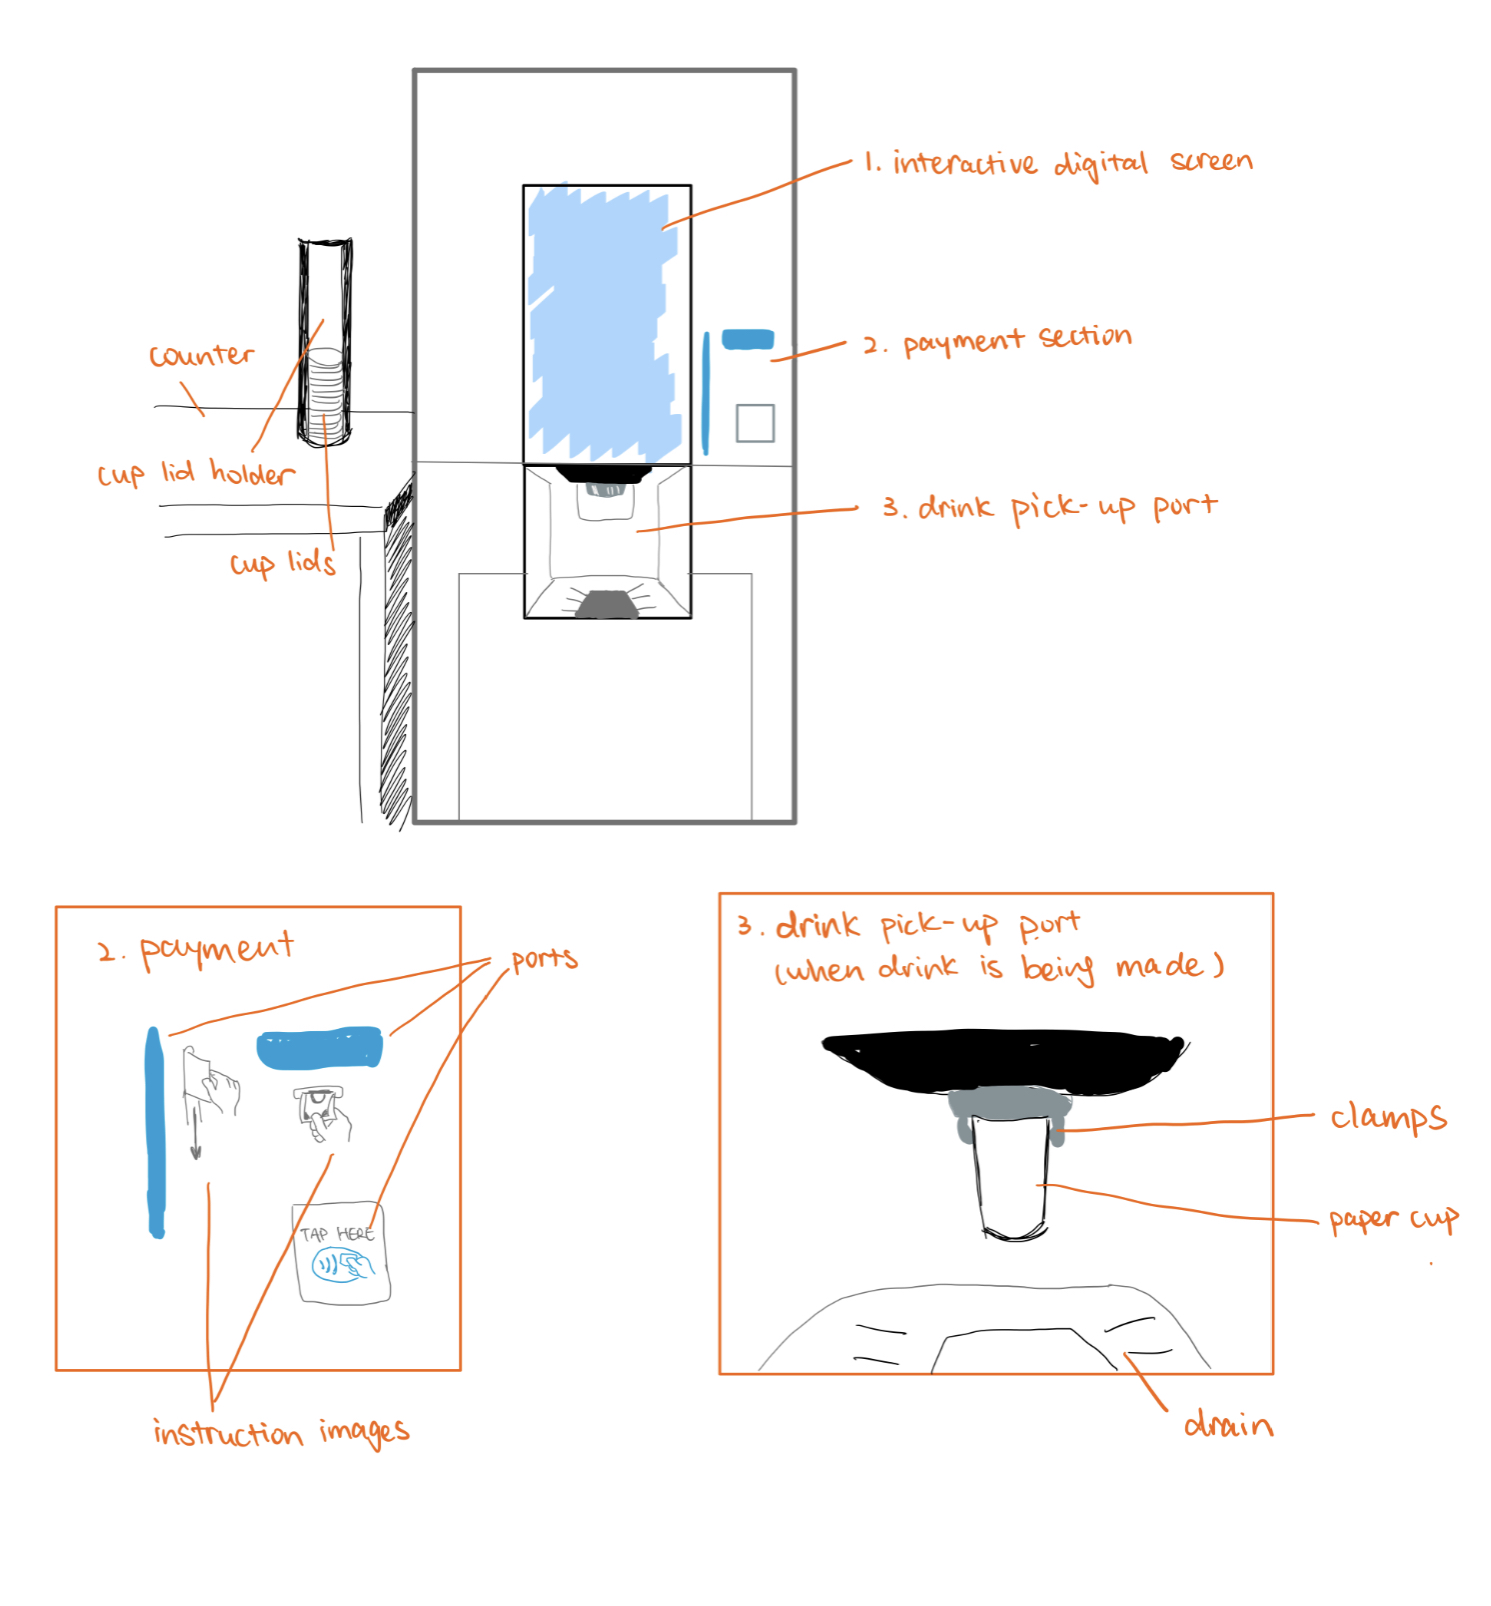 1. interactive digital screen
counter
2. payment section
cup lid holder
3. drink pick-up port
cup lids
2. payment
ports
TAP HERE
instruction images
3. drink pick-up port
(when drink is being made)
clamps
paper cup
drain